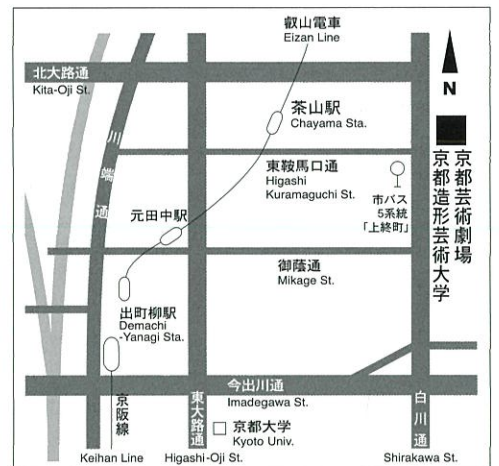 叡山電車
Eizan Line
北大路通
Kita-Oji St.
N
茶山駅
Chayama Sta.
川端通
東鞍馬口通
Higashi
Kuramaguchi St.
市バス
5系統
「上終町」
京都芸術劇場
京都造形芸術大学
元田中駅
御蔭通
Mikage St.
出町柳駅
Demachi
-Yanagi Sta.
今出川通
Imadegawa St.
京阪線
東大路通
京都大学
Kyoto Univ.
白川通
Keihan Line
Higashi-Oji St.
Shirakawa St.